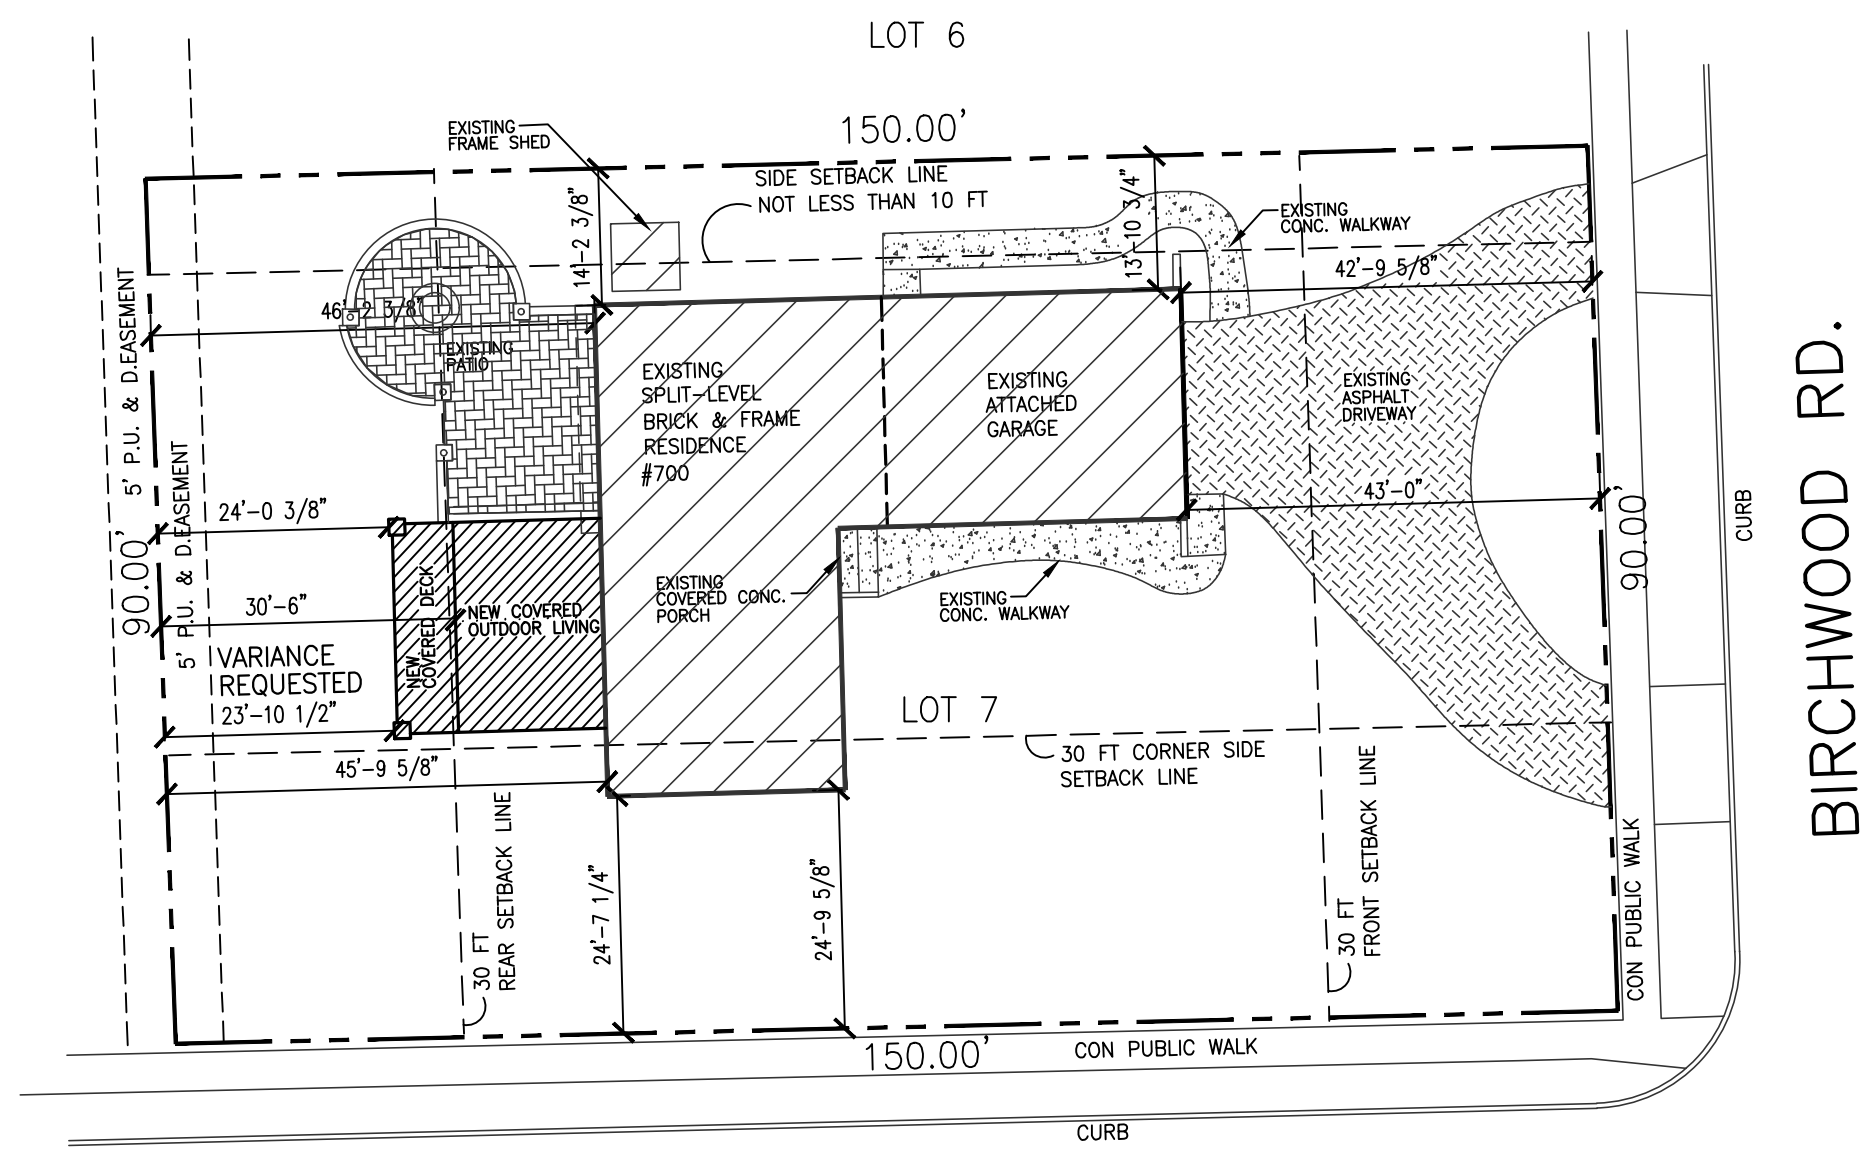 LOT 6
150.00'
EXISTING
FRAME SHED
SIDE SETBACK LINE
NOT LESS THAN 10 FT
14'-2 3/8"
13'-10 3/4"
EXISTING
CONC. WALKWAY
42'-9 5/8"
46'-2 3/8"
EXISTING
PATIO
5' P.U. & D.EASEMENT
5' P.U. & D.EASEMENT
EXISTING
SPLIT-LEVEL
BRICK & FRAME
RESIDENCE
#700
EXISTING
ATTACHED
GARAGE
EXISTING
ASPHALT
DRIVEWAY
43'-0"
24'-0 3/8"
90.00'
90.00'
CURB
BIRCHWOOD RD.
30'-6"
NEW
COVERED DECK
NEW COVERED
OUTDOOR LIVING
EXISTING
COVERED CONC.
PORCH
EXISTING
CONC. WALKWAY
VARIANCE
REQUESTED
23'-10 1/2"
LOT 7
45'-9 5/8"
30 FT CORNER SIDE
SETBACK LINE
30 FT
REAR SETBACK LINE
24'-7 1/4"
24'-9 5/8"
30 FT
FRONT SETBACK LINE
CON PUBLIC WALK
150.00'
CON PUBLIC WALK
CURB